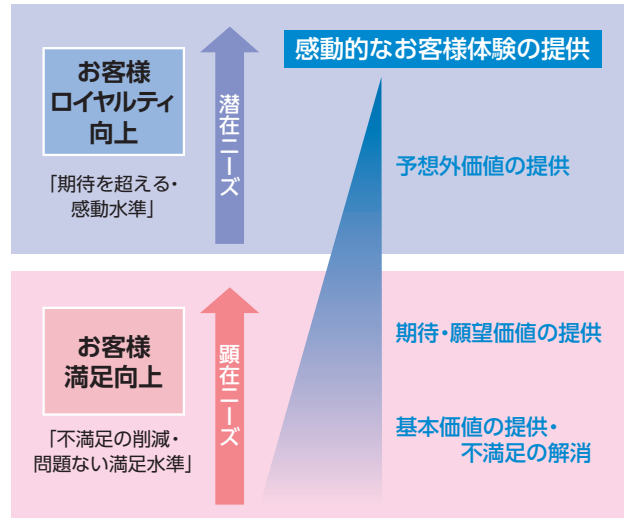 感動的なお客様体験の提供
お客様
ロイヤルティ
向上
「期待を超える・
感動水準」
潜在ニーズ
予想外価値の提供
お客様
満足向上
「不満足の削減・
問題ない満足水準」
顕在ニーズ
期待・願望価値の提供
基本価値の提供・
不満足の解消